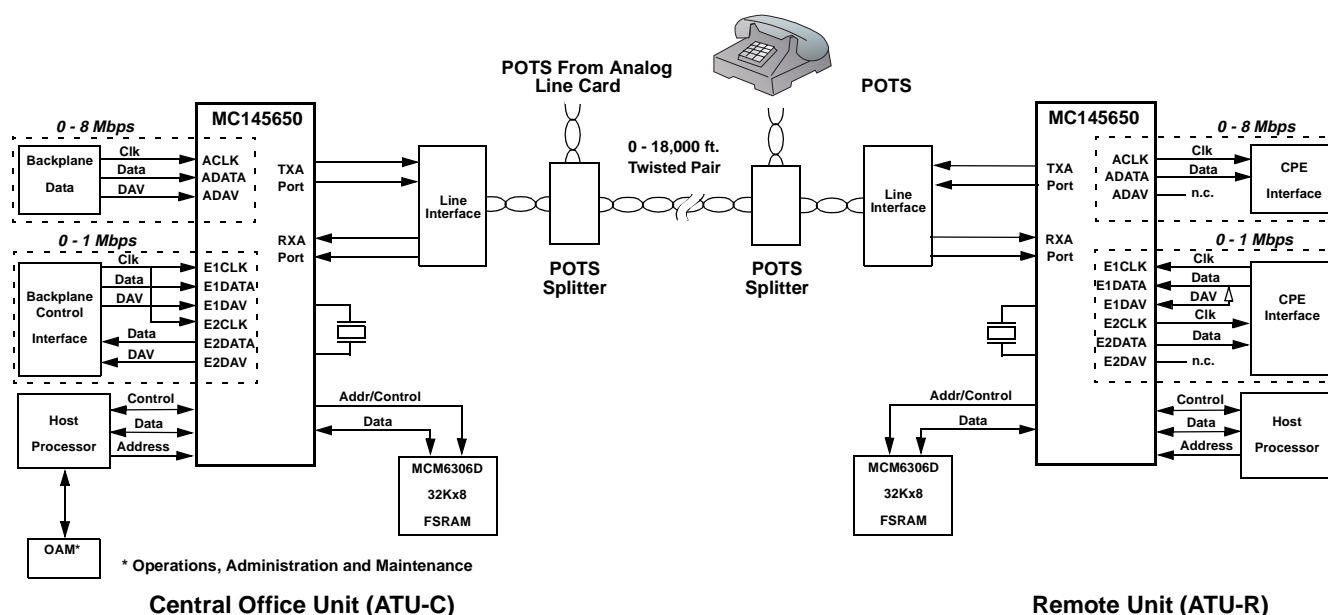 POTS From Analog
Line Card
POTS
0 - 18,000 ft.
Twisted Pair
MC145650
0 - 8 Mbps
Backplane
Data
Clk
Data
DAV
ACLK
ADATA
ADAV
TXA
Port
RXA
Port
0 - 1 Mbps
Backplane
Control
Interface
Clk
Data
DAV
Data
DAV
E1CLK
E1DATA
E1DAV
E2CLK
E2DATA
E2DAV
Host
Processor
Control
Data
Address
Addr/Control
Data
MCM6306D
32Kx8
FSRAM
OAM*
* Operations, Administration and Maintenance
Line
Interface
POTS
Splitter
POTS
Splitter
Line
Interface
MC145650
TXA
Port
RXA
Port
0 - 8 Mbps
ACLK
ADATA
ADAV
Clk
Data
n.c.
CPE
Interface
0 - 1 Mbps
E1CLK
E1DATA
E1DAV
E2CLK
E2DATA
E2DAV
Clk
Data
DAV
Clk
Data
n.c.
CPE
Interface
Addr/Control
Data
MCM6306D
32Kx8
FSRAM
Control
Data
Address
Host
Processor
Central Office Unit (ATU-C)
Remote Unit (ATU-R)